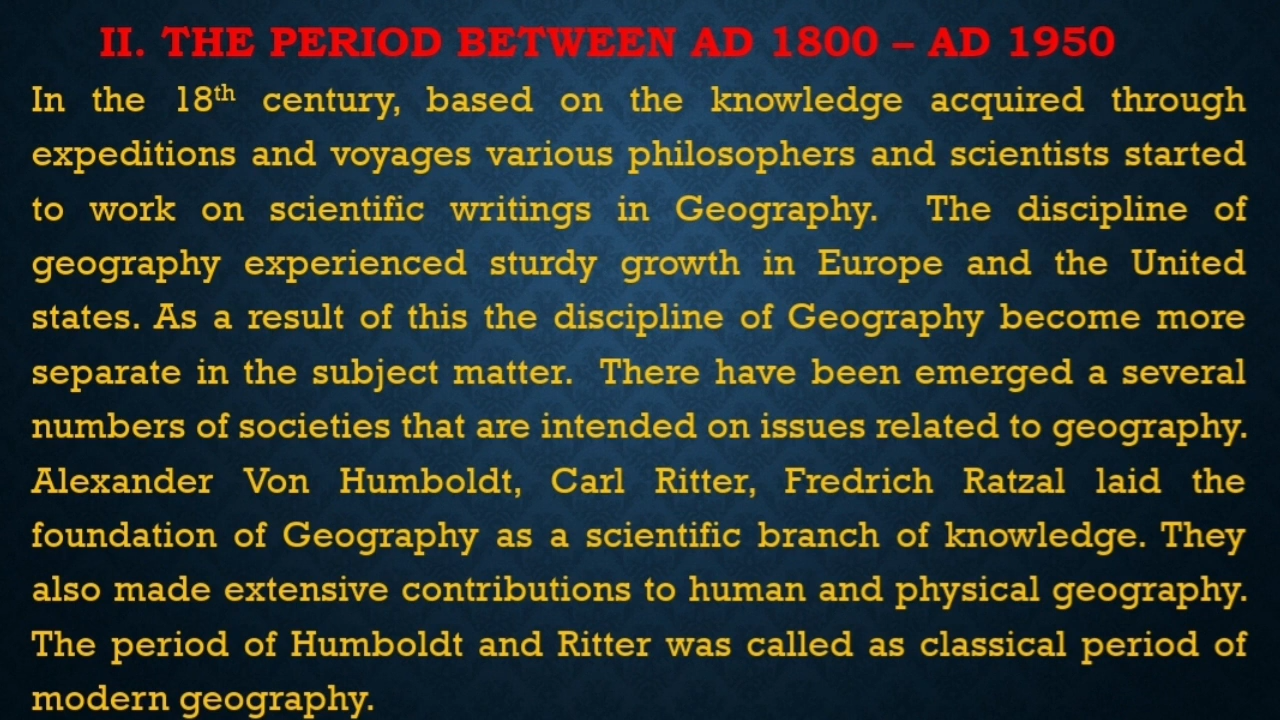 II. THE PERIOD BETWEEN AD 1800 – AD 1950
In the 18th century, based on the knowledge acquired through
expeditions and voyages various philosophers and scientists started
to work on scientific writings in Geography. The discipline of
geography experienced sturdy growth in Europe and the United
states. As a result of this the discipline of Geography become more
separate in the subject matter. There have been emerged a several
numbers of societies that are intended on issues related to geography.
Alexander Von Humboldt, Carl Ritter, Fredrich Ratzal laid the
foundation of Geography as a scientific branch of knowledge. They
also made extensive contributions to human and physical geography.
The period of Humboldt and Ritter was called as classical period of
modern geography.